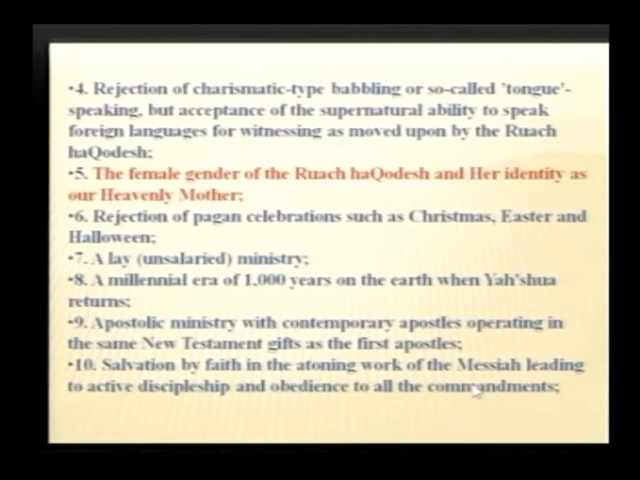 •4. Rejection of charismatic-type babbling or so-called 'tongue'-
speaking, but acceptance of the supernatural ability to speak
foreign languages for witnessing as moved upon by the Ruach
haQodesh;
•5. The female gender of the Ruach haQodesh and Her identity as
our Heavenly Mother;
•6. Rejection of pagan celebrations such as Christmas, Easter and
Halloween;
•7. A lay (unsalaried) ministry;
•8. A millennial era of 1,000 years on the earth when Yah'shua
returns;
•9. Apostolic ministry with contemporary apostles operating in
the same New Testament gifts as the first apostles;
•10. Salvation by faith in the atoning work of the Messiah leading
to active discipleship and obedience to all the commandments;